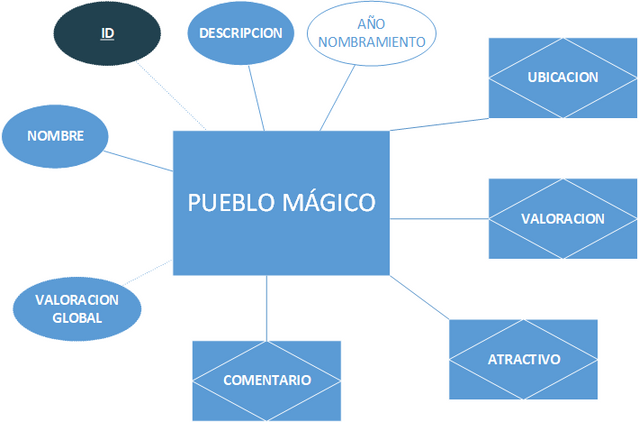 ID
DESCRIPCION
AÑO
NOMBRAMIENTO
UBICACION
NOMBRE
PUEBLO MÁGICO
VALORACION
VALORACION
GLOBAL
ATRACTIVO
COMENTARIO